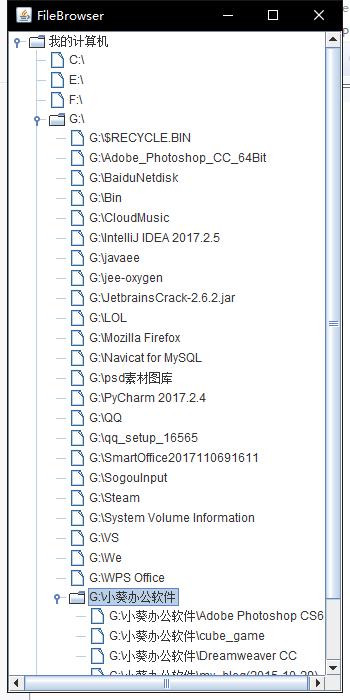 FileBrowser
我的计算机
C:\
E:\
F:\
G:\
G:\$RECYCLE.BIN
G:\Adobe_Photoshop_CC_64Bit
G:\BaiduNetdisk
G:\Bin
G:\CloudMusic
G:\IntelliJ IDEA 2017.2.5
G:\javaee
G:\jee-oxygen
G:\JetbrainsCrack-2.6.2.jar
G:\LOL
G:\Mozilla Firefox
G:\Navicat for MySQL
G:\psd素材图库
G:\PyCharm 2017.2.4
G:\QQ
G:\qq_setup_16565
G:\SmartOffice2017110691611
G:\SogouInput
G:\Steam
G:\System Volume Information
G:\VS
G:\We
G:\WPS Office
G:\小葵办公软件
G:\小葵办公软件\Adobe Photoshop CS6
G:\小葵办公软件\cube_game
G:\小葵办公软件\Dreamweaver CC